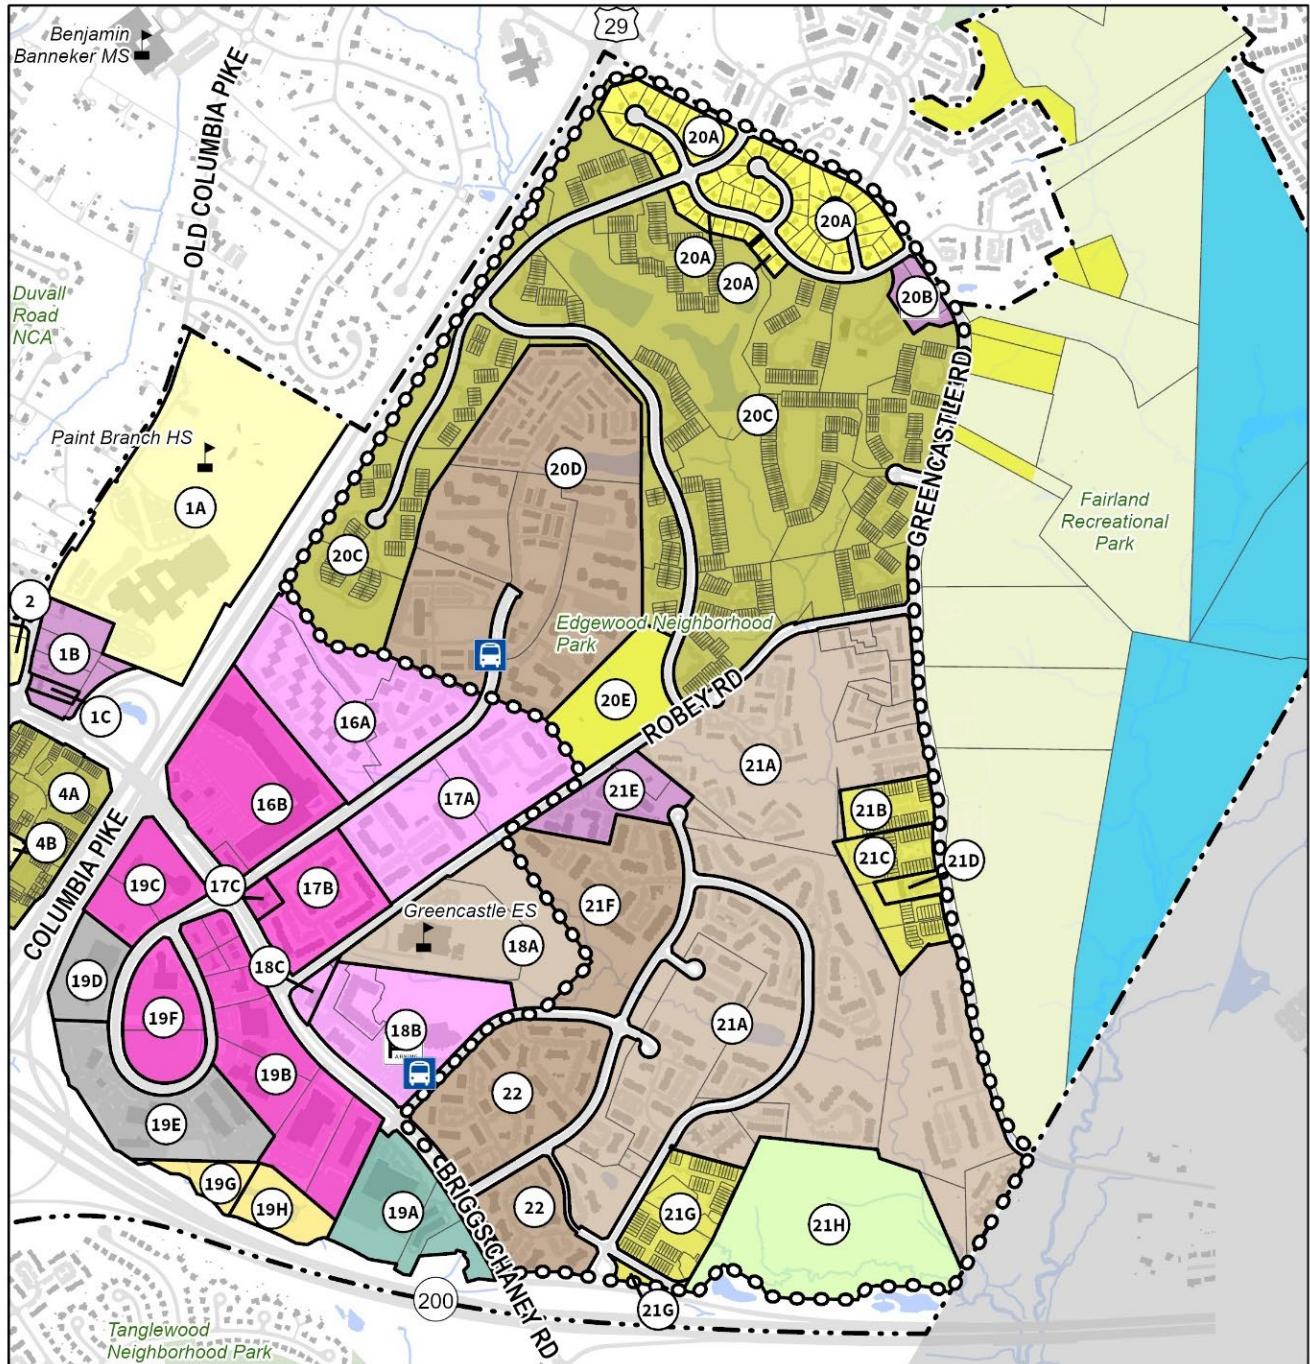 29
Benjamin
Banneker MS
OLD COLUMBIA PIKE
20A
20A
20A
20A
20B
Duvall
Road
NCA
GREENCASTLE RD
20C
Paint Branch HS
20D
1A
Fairland
Recreational
Park
20C
2
Edgewood Neighborhood
Park
1B
1C
20E
ROBEY RD
16A
21A
4A
16B
17A
21E
21B
4B
21C
21D
COLUMBIA PIKE
19C
17C
17B
21F
Greencastle ES
18A
18C
19D
19F
18B
21A
19B
22
19E
19G
19H
19A
BRIGGS CHANEY RD
22
21G
21H
200
21G
Tanglewood
Neighborhood Park